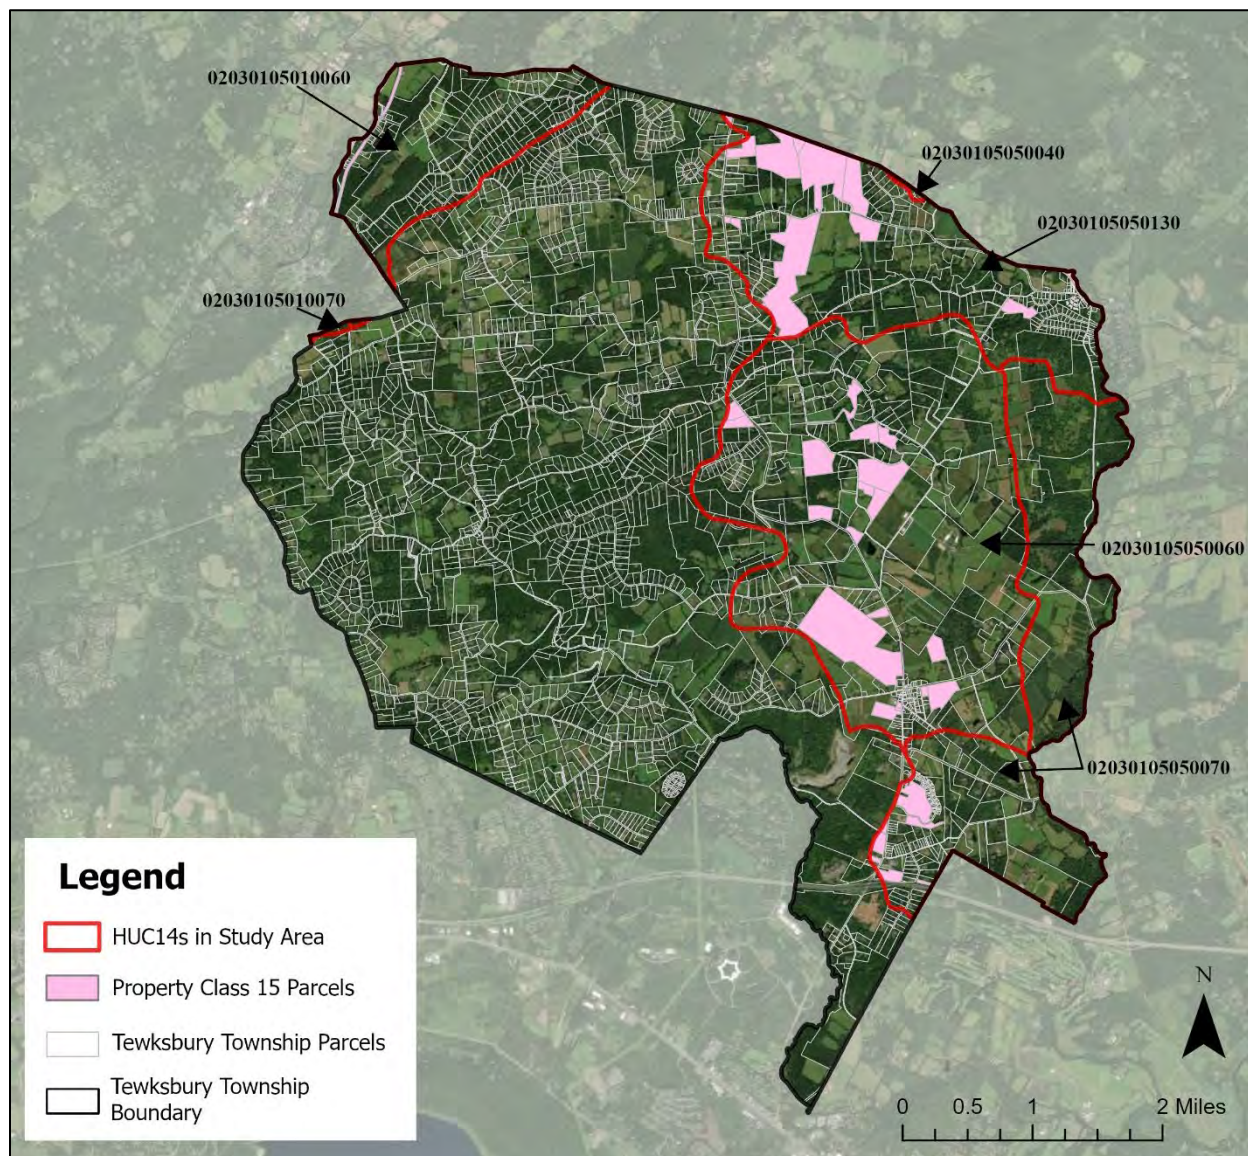 02030105010060
02030105050040
02030105050130
02030105010070
02030105050060
02030105050070
Legend
HUC14s in Study Area
Property Class 15 Parcels
Tewksbury Township Parcels
Tewksbury Township
Boundary
N
0 0.5 1 2 Miles